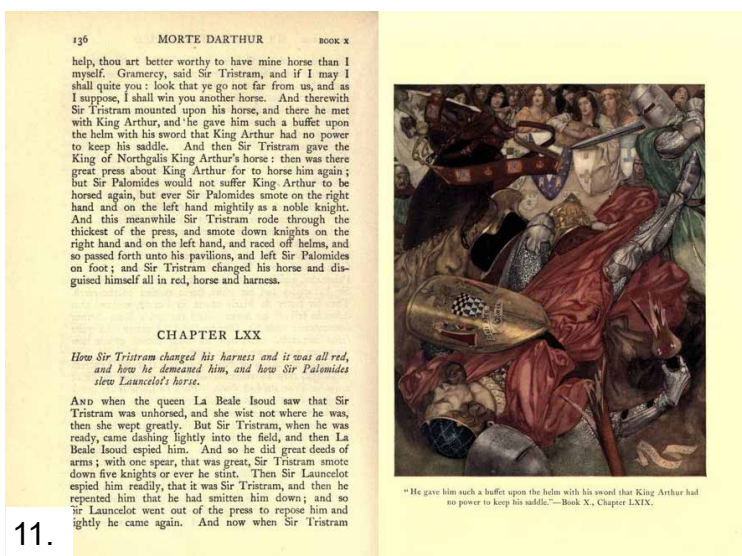 136 MORTE DARTHUR BOOK X
help, thou art better worthy to have mine horse than I
myself. Gramercy, said Sir Tristram, and if I may I
shall quite you : look that ye go not far from us, and as
I suppose, I shall win you another horse. And therewith
Sir Tristram mounted upon his horse, and there he met
with King Arthur, and he gave him such a buffet upon
the helm with his sword that King Arthur had no power
to keep his saddle. And then Sir Tristram gave the
King of Northgalis King Arthur's horse : then was there
great press about King Arthur for to horse him again ;
but Sir Palomides would not suffer King Arthur to be
horsed again, but ever Sir Palomides smote on the right
hand and on the left hand mightily as a noble knight.
And this meanwhile Sir Tristram rode through the
thickest of the press, and smote down knights on the
right hand and on the left hand, and raced off helms, and
so passed forth unto his pavilions, and left Sir Palomides
on foot ; and Sir Tristram changed his horse and dis-
guised himself all in red, horse and harness.
CHAPTER LXX
How Sir Tristram changed his harness and it was all red,
and how he demeaned him, and how Sir Palomides
slew Launcelot's horse.
AND when the queen La Beale Isoud saw that Sir
Tristram was unhorsed, and she wist not where he was,
then she wept greatly. But Sir Tristram, when he was
ready, came dashing lightly into the field, and then La
Beale Isoud espied him. And so he did great deeds of
arms ; with one spear, that was great, Sir Tristram smote
down five knights or ever he stint. Then Sir Launcelot
espied him readily, that it was Sir Tristram, and then he
repented him that he had smitten him down ; and so
Sir Launcelot went out of the press to repose him and
lightly he came again. And now when Sir Tristram
11.
"He gave him such a buffet upon the helm with his sword that King Arthur had
no power to keep his saddle."—Book X., Chapter LXIX.